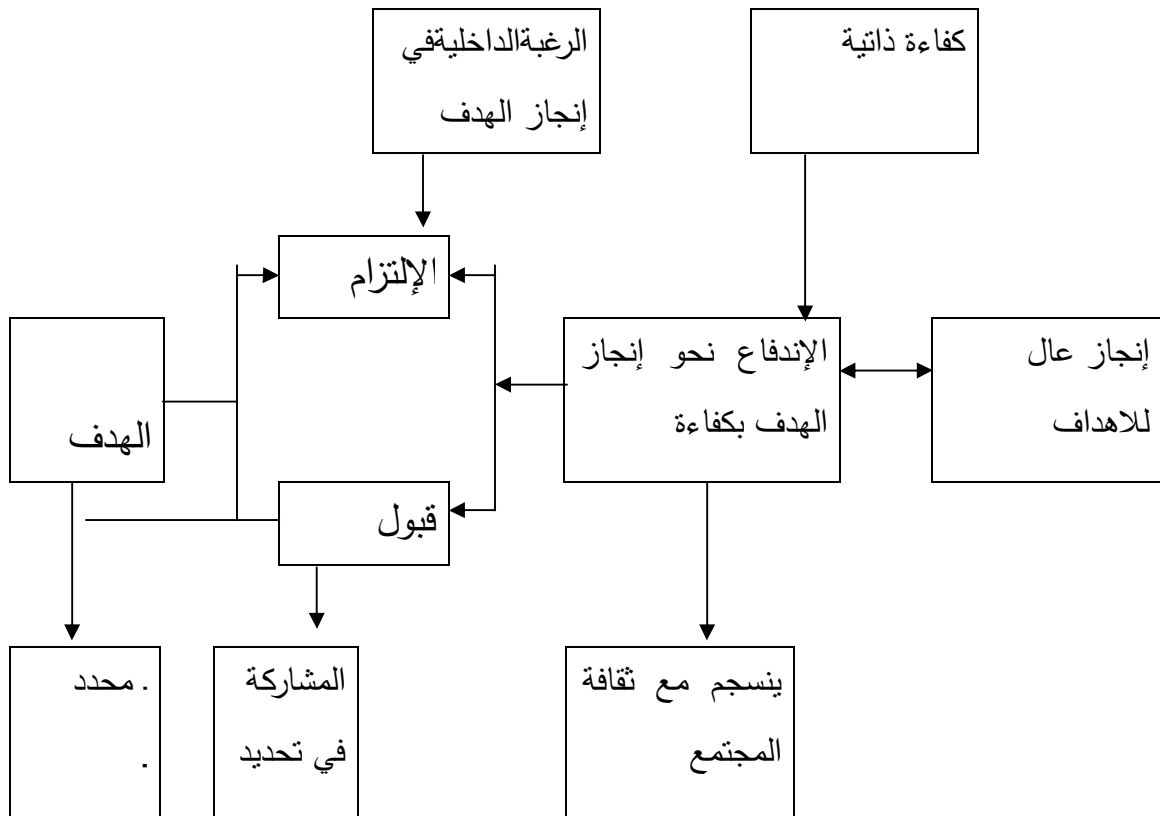 الرغبةالداخليةفي
إنجاز الهدف
كفاءة ذاتية
الإلتزام
الهدف
الإندفاع نحو إنجاز
الهدف بكفاءة
إنجاز عال
للاهداف
قبول
. محدد
.
المشاركة
في تحديد
ينسجم مع ثقافة
المجتمع